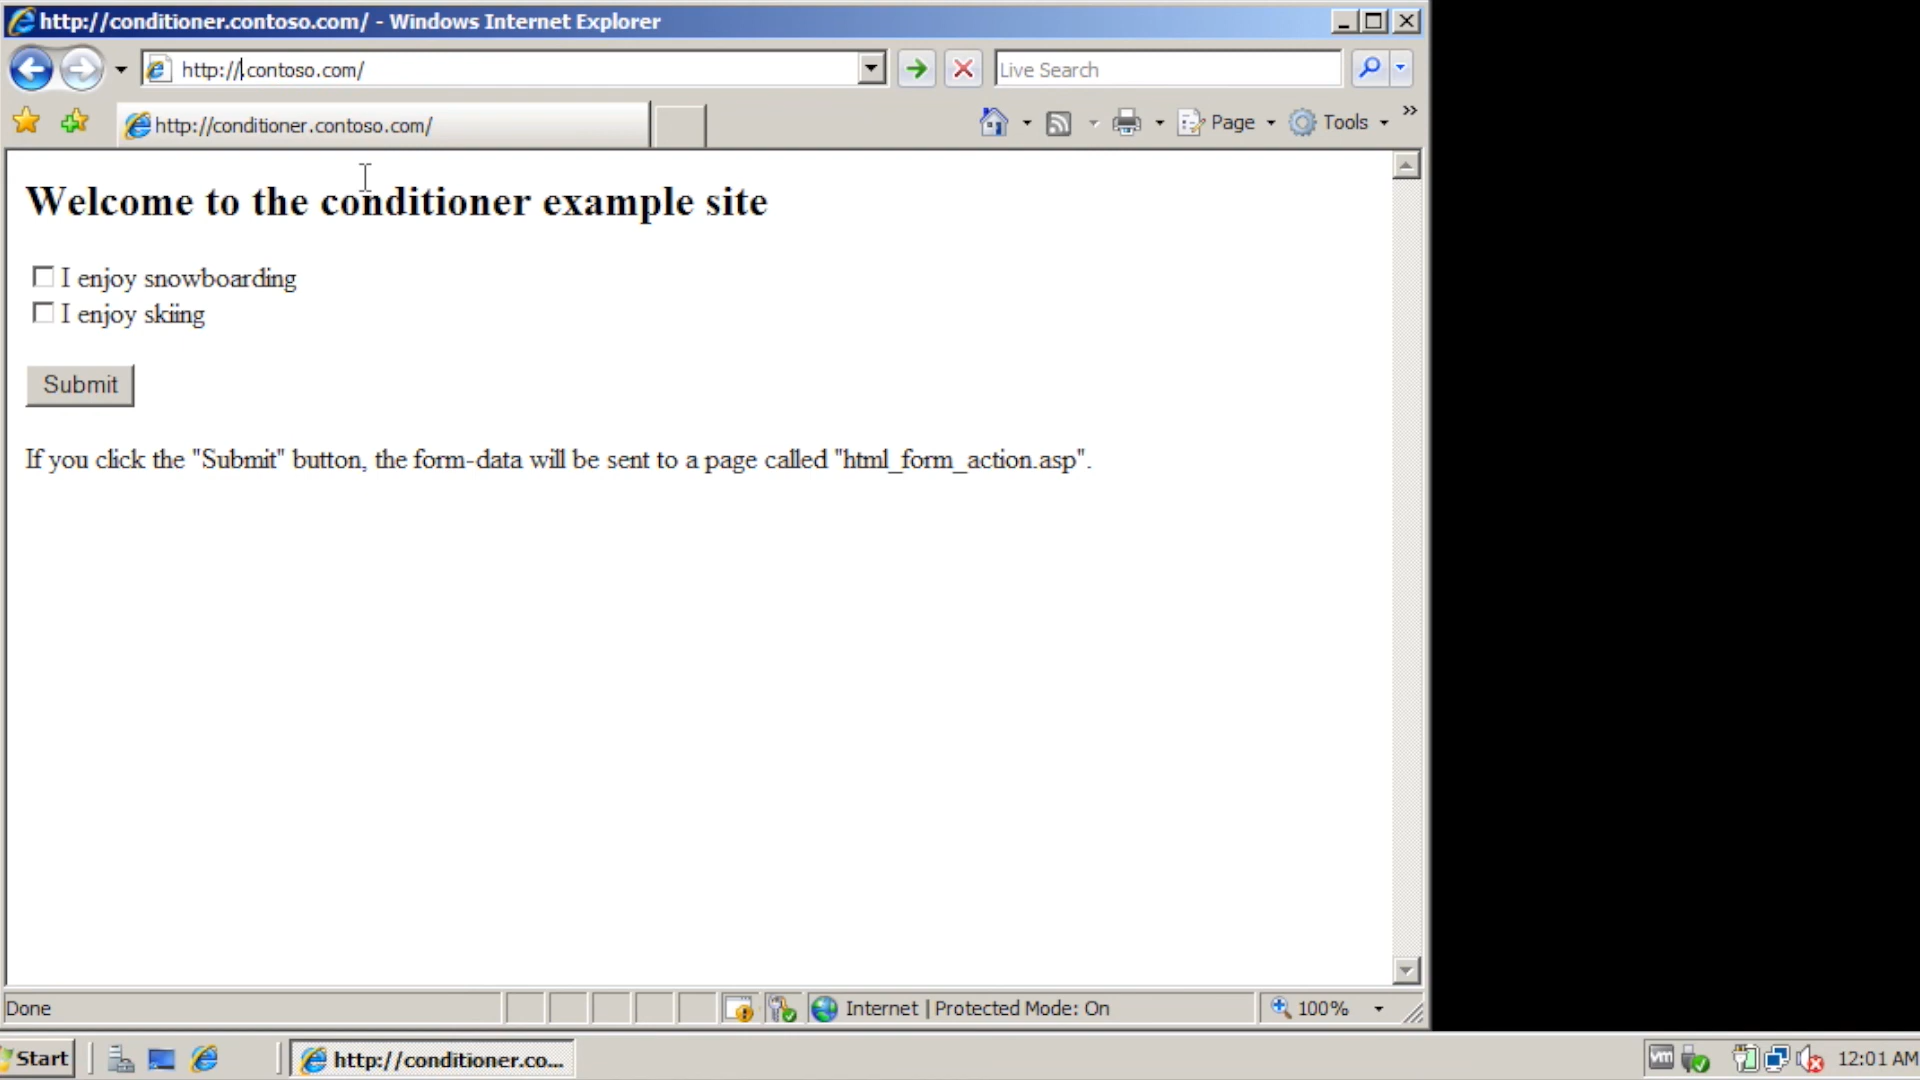 http://conditioner.contoso.com/ - Windows Internet Explorer
http://.contoso.com/
Live Search
http://conditioner.contoso.com/
Page
Tools
Welcome to the conditioner example site
I enjoy snowboarding
I enjoy skiing
Submit
If you click the "Submit" button, the form-data will be sent to a page called "html_form_action.asp".
Done
Internet | Protected Mode: On
100%
Start
http://conditioner.co...
vm
12:01 AM